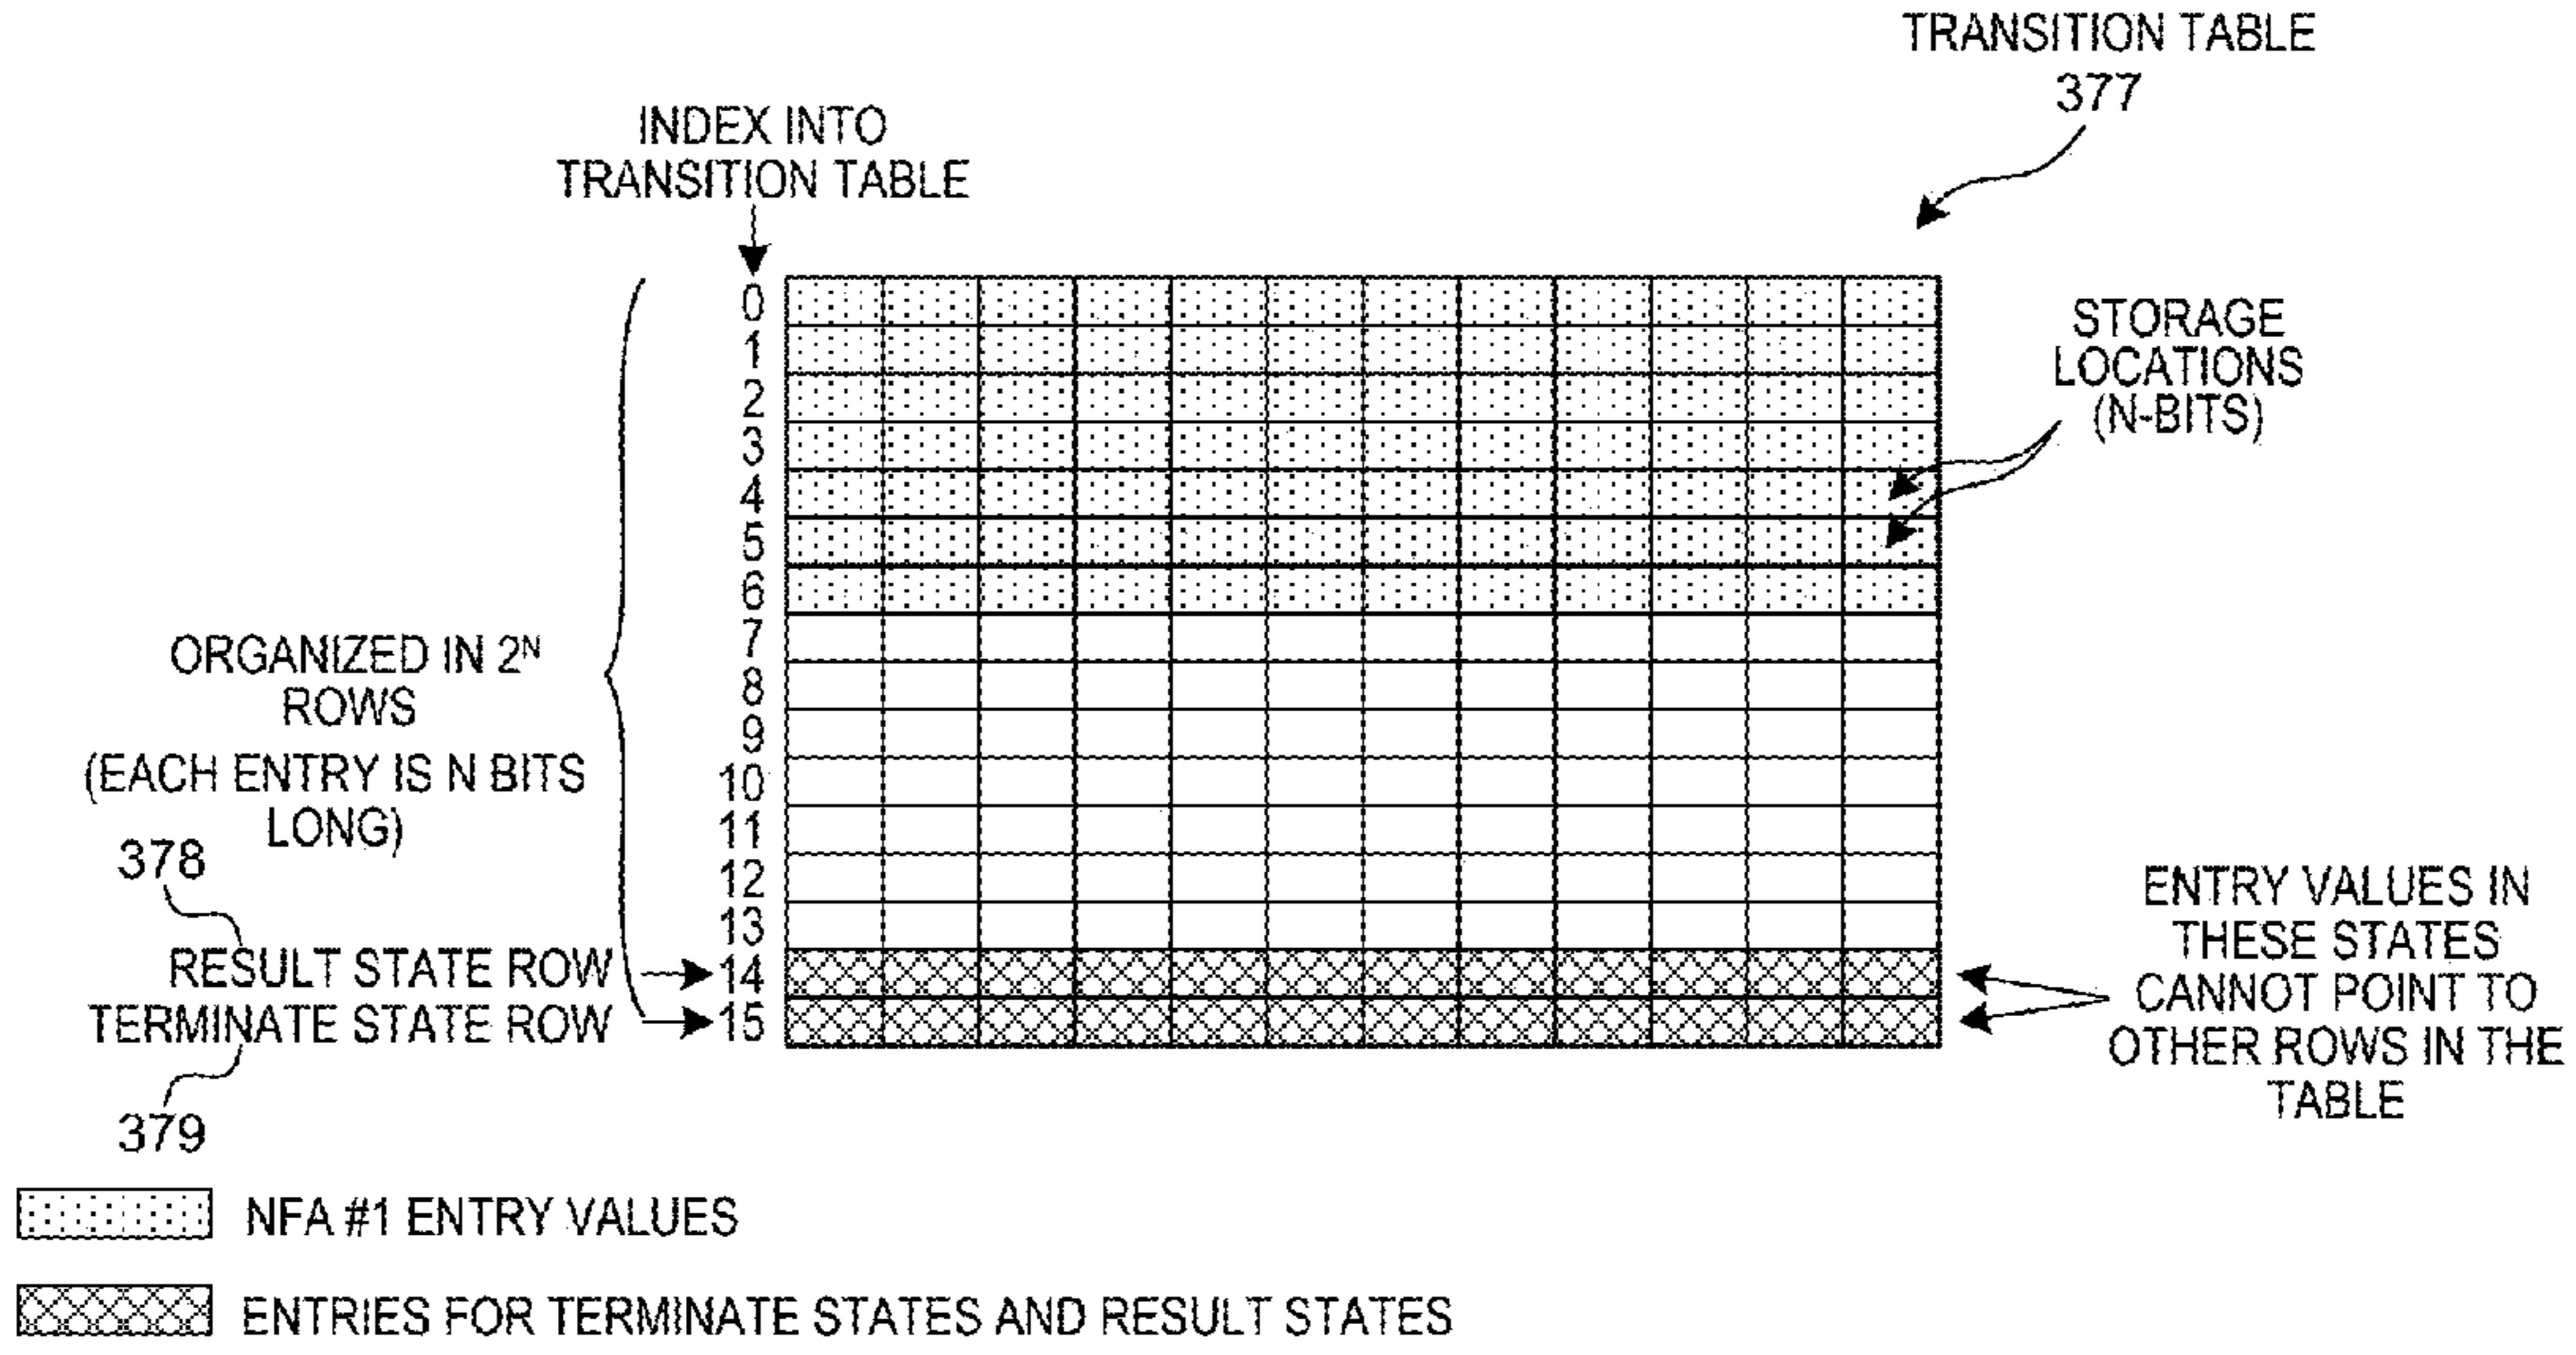 TRANSITION TABLE
377
INDEX INTO
TRANSITION TABLE
0
1
2
3
4
5
6
7
8
9
10
11
12
13
14
15
STORAGE
LOCATIONS
(N-BITS)
ORGANIZED IN 2ᴺ
ROWS
(EACH ENTRY IS N BITS
LONG)
378
RESULT STATE ROW
TERMINATE STATE ROW
379
ENTRY VALUES IN
THESE STATES
CANNOT POINT TO
OTHER ROWS IN THE
TABLE
NFA #1 ENTRY VALUES
ENTRIES FOR TERMINATE STATES AND RESULT STATES